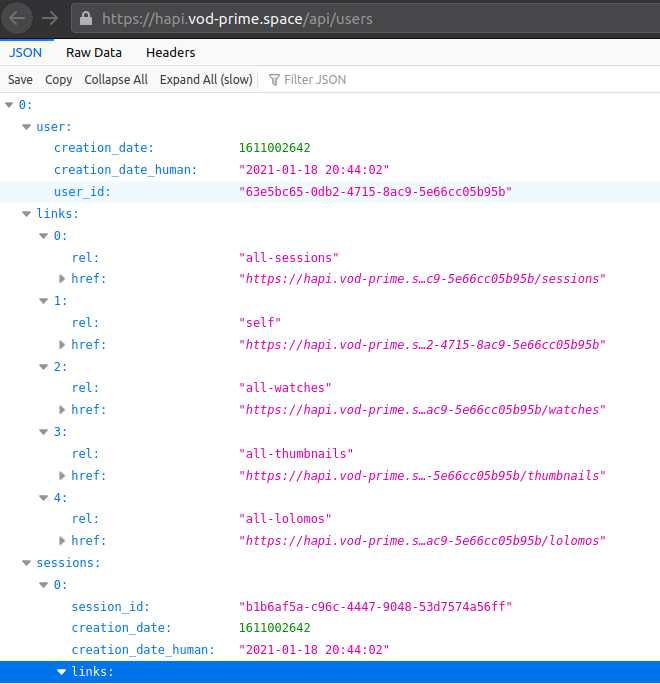 https://hapi.vod-prime.space/api/users
JSON Raw Data Headers
Save Copy Collapse All Expand All (slow) Filter JSON
0:
user:
creation_date: 1611002642
creation_date_human: "2021-01-18 20:44:02"
user_id: "63e5bc65-0db2-4715-8ac9-5e66cc05b95b"
links:
0:
rel: "all-sessions"
href: "https://hapi.vod-prime.s…c9-5e66cc05b95b/sessions"
1:
rel: "self"
href: "https://hapi.vod-prime.s…2-4715-8ac9-5e66cc05b95b"
2:
rel: "all-watches"
href: "https://hapi.vod-prime.s…ac9-5e66cc05b95b/watches"
3:
rel: "all-thumbnails"
href: "https://hapi.vod-prime.s…-5e66cc05b95b/thumbnails"
4:
rel: "all-lolomos"
href: "https://hapi.vod-prime.s…ac9-5e66cc05b95b/lolomos"
sessions:
0:
session_id: "b1b6af5a-c96c-4447-9048-53d7574a56ff"
creation_date: 1611002642
creation_date_human: "2021-01-18 20:44:02"
links: